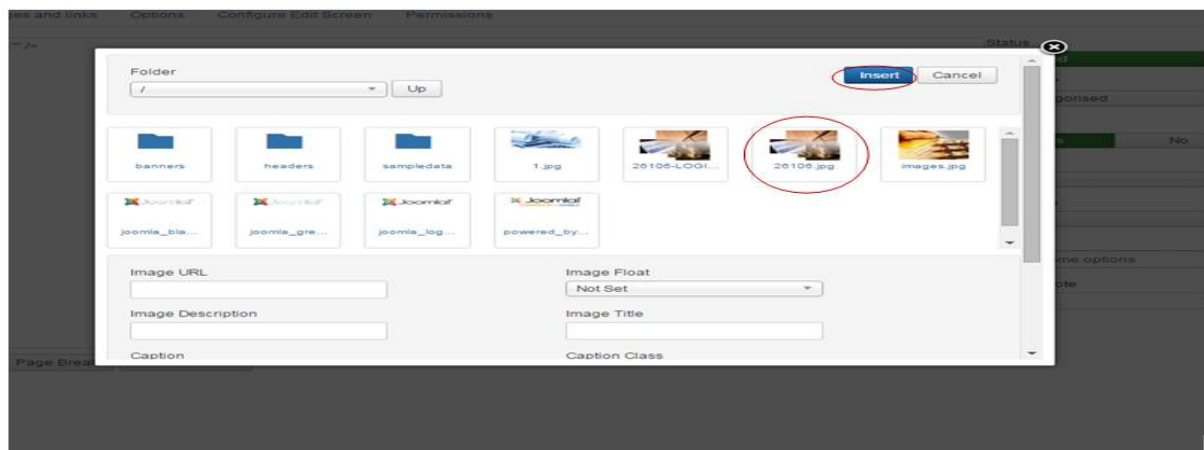 es and links Options Configure Edit Screen Permissions
Status
Folder
/ Up Insert Cancel
banners headers sampledata 1.jpg 26106-LOGI... 26106.jpg images.jpg
No
Joomla! Joomla! Joomla! Joomla!
joomla_bla... joomla_gre... joomla_log... powered_by...
Image URL Image Float
Not Set
me options
Image Description Image Title
Caption Caption Class
Page Brea